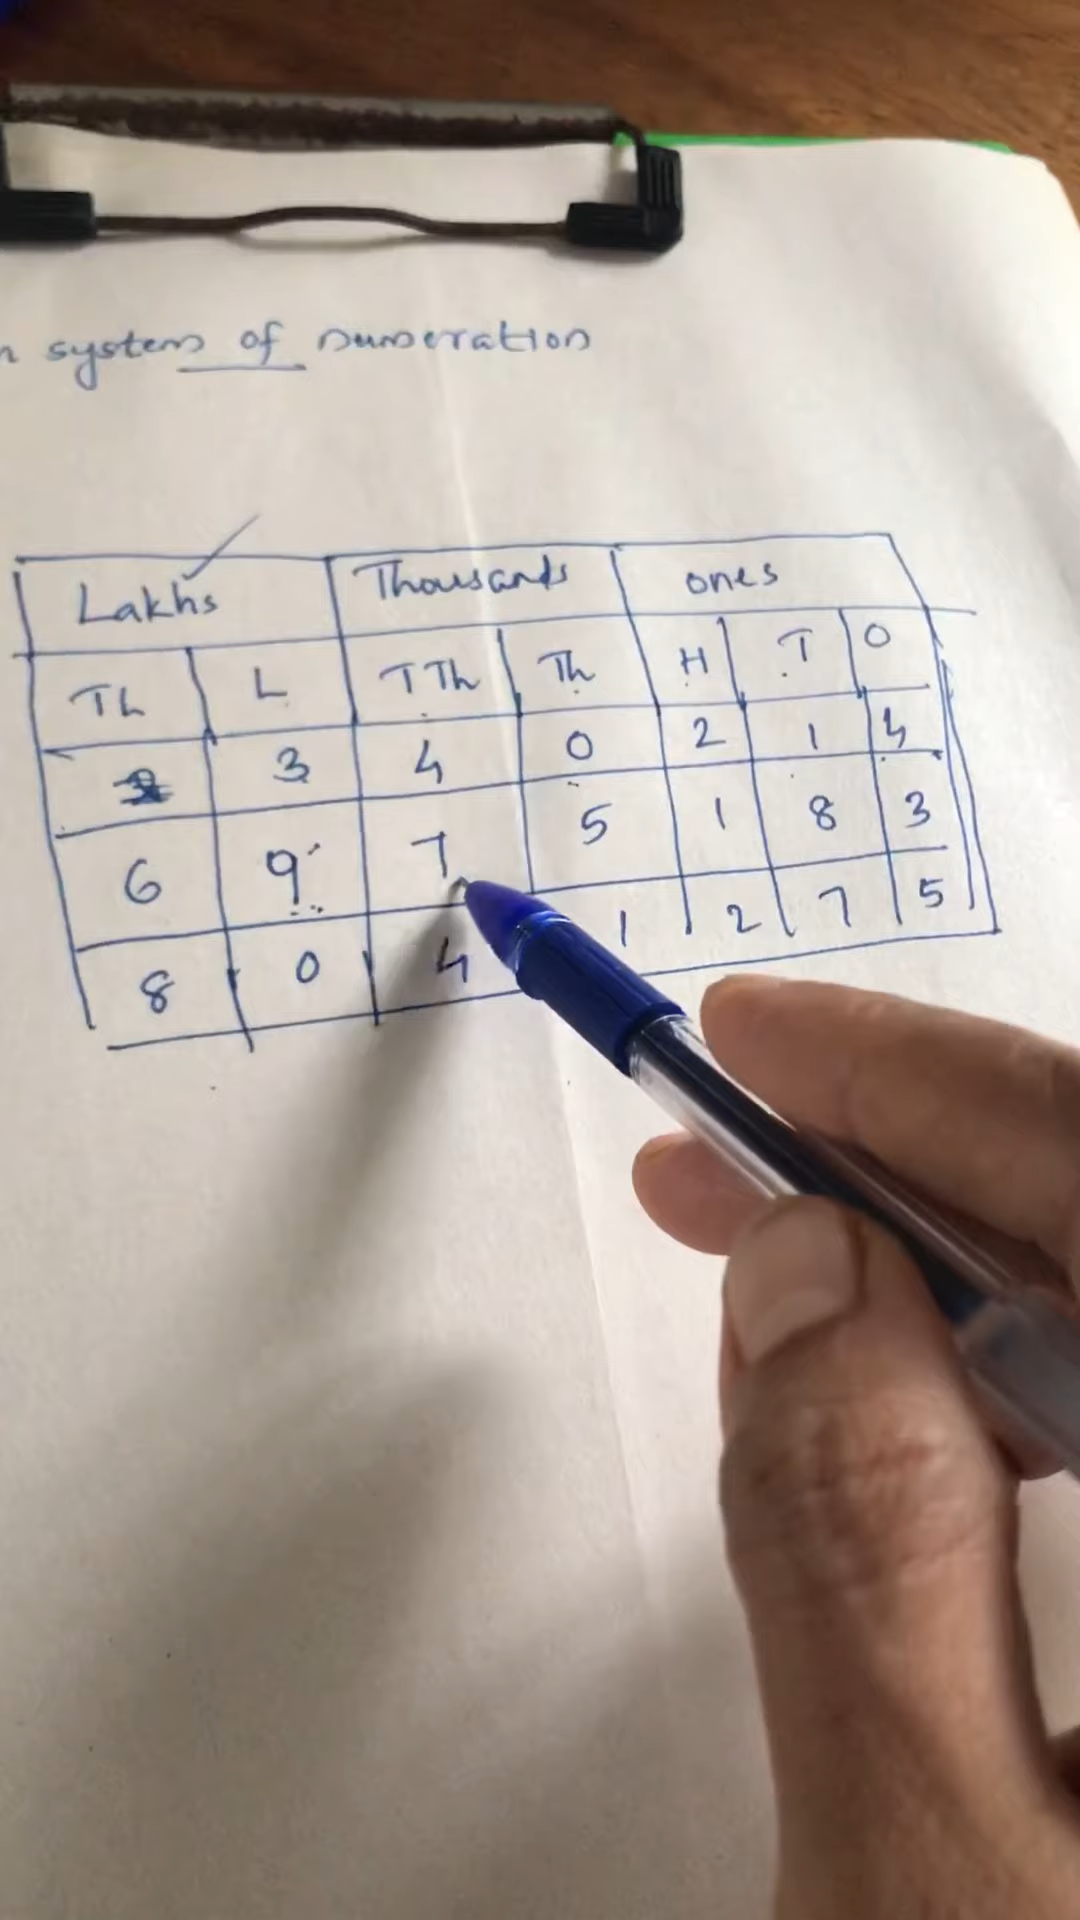 n system of numeration
Lakhs Thousands ones
TL L TTh Th H T O
3 4 0 2 1 4
6 9 7 5 1 8 3
8 0 4 1 2 7 5